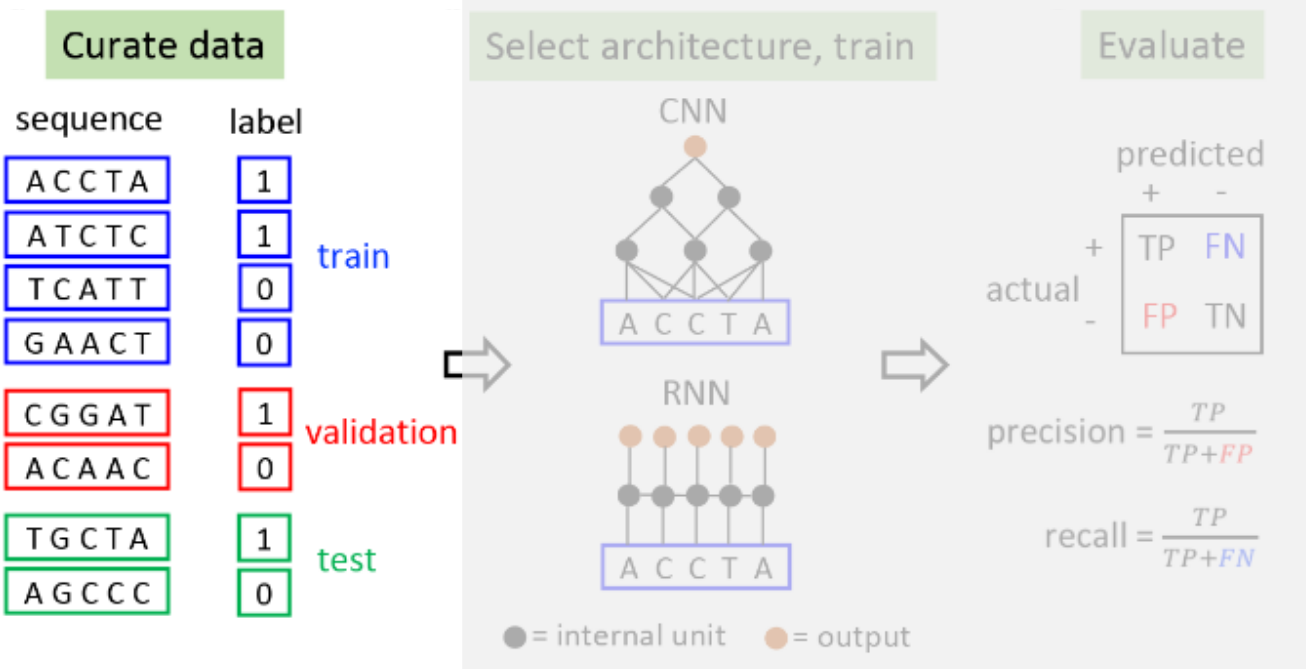 Curate data
sequence label
A C C T A 1
A T C T C 1
train
T C A T T 0
G A A C T 0
C G G A T 1
validation
A C A A C 0
T G C T A 1
test
A G C C C 0
Select architecture, train
CNN
A C C T A
RNN
A C C T A
= internal unit = output
Evaluate
predicted
+ -
+ TP FN
actual
- FP TN
precision = TP / TP+FP
recall = TP / TP+FN